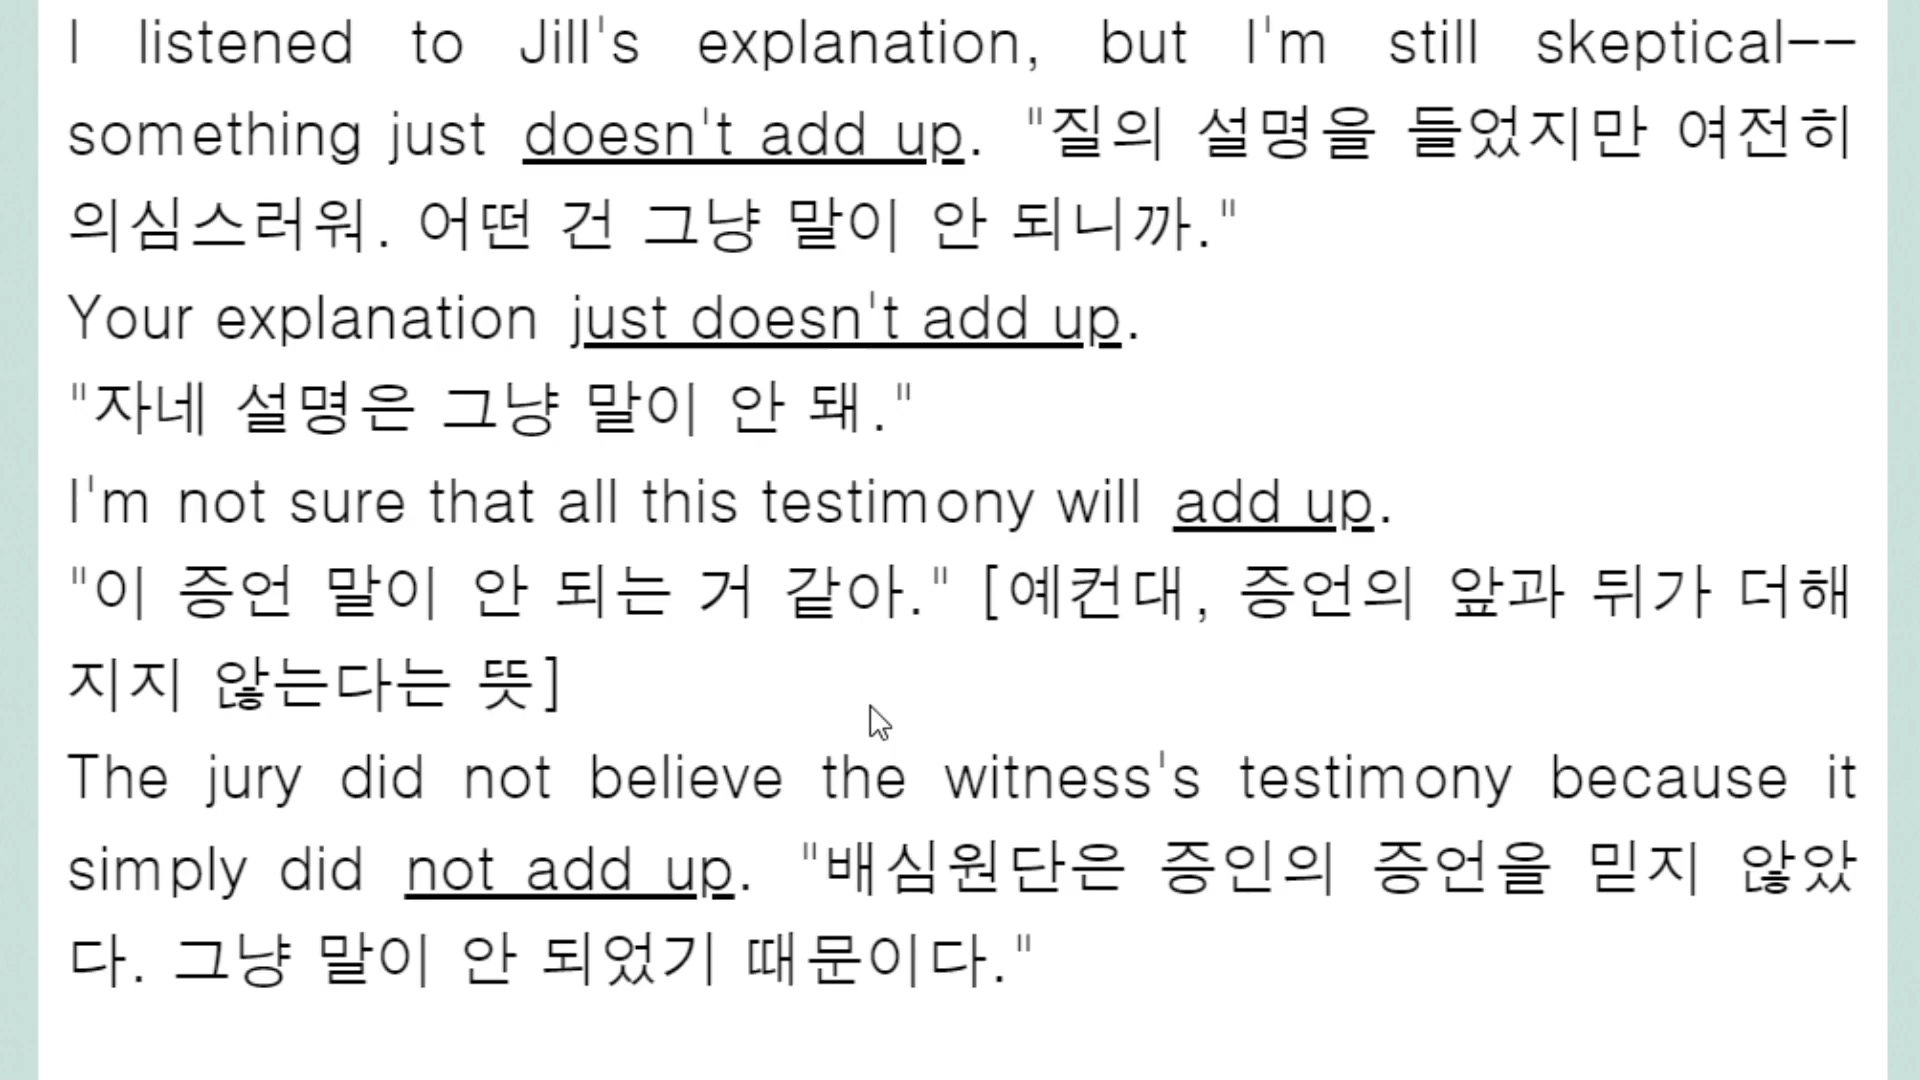 I listened to Jill's explanation, but I'm still skeptical--
something just doesn't add up. "질의 설명을 들었지만 여전히
의심스러워. 어떤 건 그냥 말이 안 되니까."
Your explanation just doesn't add up.
"자네 설명은 그냥 말이 안 돼."
I'm not sure that all this testimony will add up.
"이 증언 말이 안 되는 거 같아." [예컨대, 증언의 앞과 뒤가 더해
지지 않는다는 뜻]
The jury did not believe the witness's testimony because it
simply did not add up. "배심원단은 증인의 증언을 믿지 않았
다. 그냥 말이 안 되었기 때문이다."